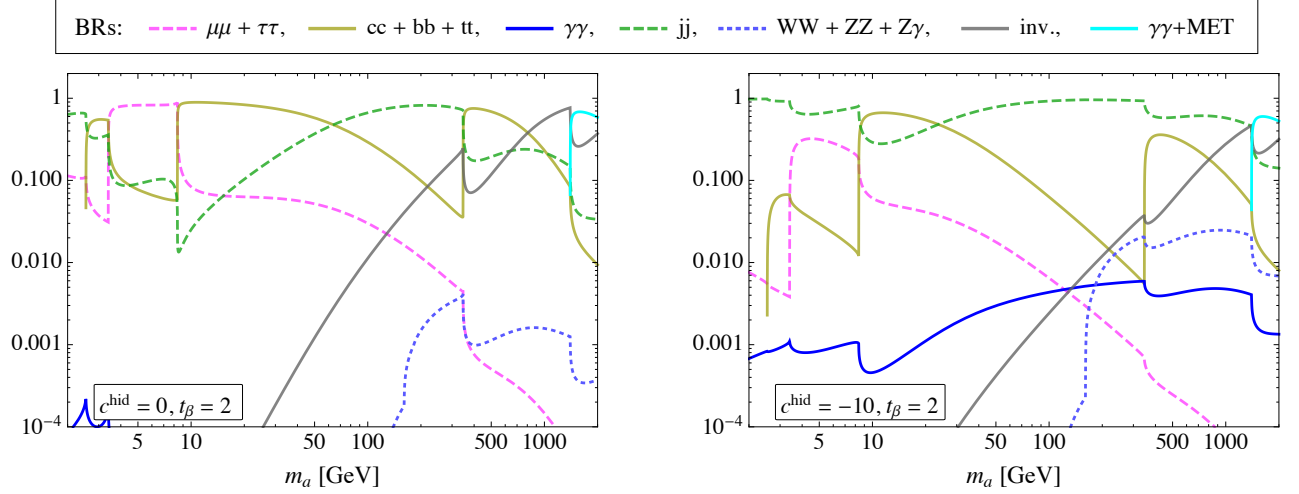 BRs: μμ + ττ, cc + bb + tt, γγ, jj, WW + ZZ + Zγ, inv., γγ+MET
1
0.100
0.010
0.001
10⁻⁴
c^hid = 0, t_β = 2
5 10 50 100 500 1000
m_a [GeV]
1
0.100
0.010
0.001
10⁻⁴
c^hid = −10, t_β = 2
5 10 50 100 500 1000
m_a [GeV]